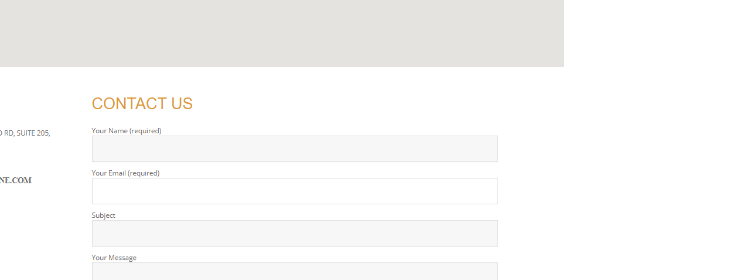 CONTACT US
Your Name (required)
RD, SUITE 205,
Your Email (required)
NE.COM
Subject
Your Message